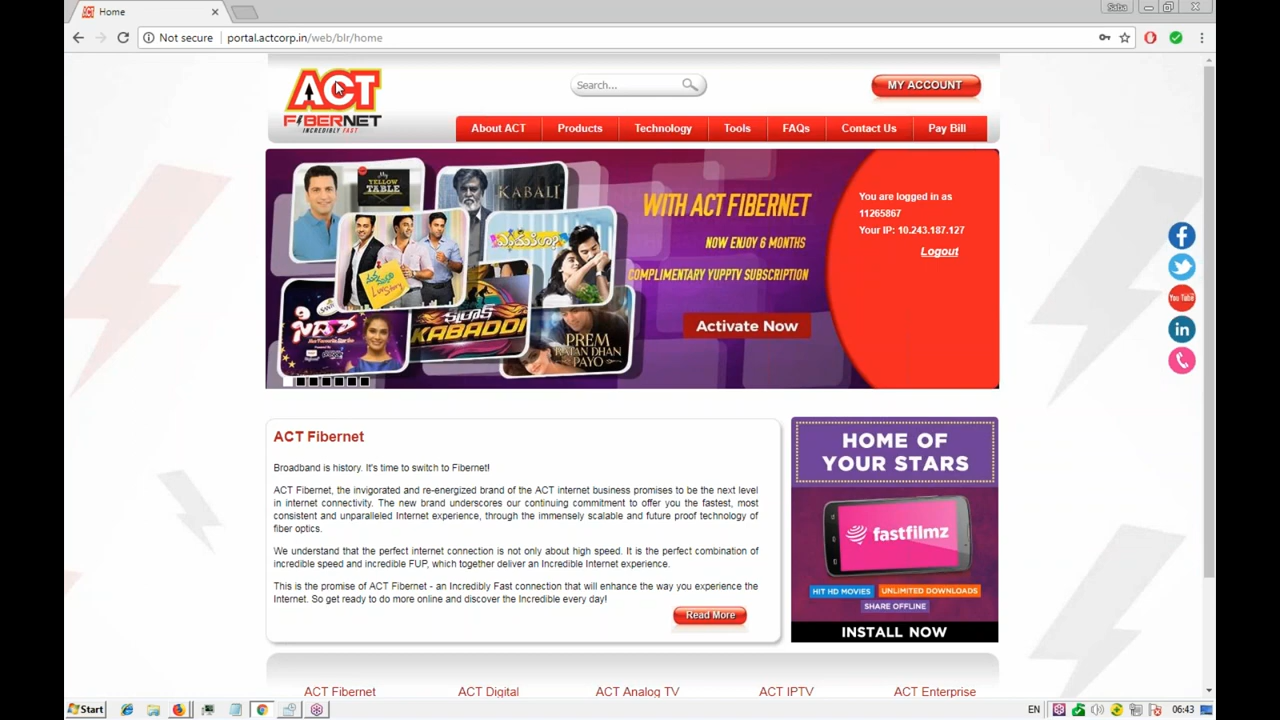 Home
Saba
Not secure
portal.actcorp.in/web/blr/home
ACT
FIBERNET
INCREDIBLY FAST
Search...
MY ACCOUNT
About ACT
Products
Technology
Tools
FAQs
Contact Us
Pay Bill
My
YELLOW
TABLE
KABALI
KABADDI
PREM
RATAN DHAN
PAYO
WITH ACT FIBERNET
NOW ENJOY 6 MONTHS
COMPLIMENTARY YUPPTV SUBSCRIPTION
Activate Now
You are logged in as
11265867
Your IP: 10.243.187.127
Logout
You Tube
in
ACT Fibernet
Broadband is history. It's time to switch to Fibernet!
ACT Fibernet, the invigorated and re-energized brand of the ACT internet business promises to be the next level
in internet connectivity. The new brand underscores our continuing commitment to offer you the fastest, most
consistent and unparalleled Internet experience, through the immensely scalable and future proof technology of
fiber optics.
We understand that the perfect internet connection is not only about high speed. It is the perfect combination of
incredible speed and incredible FUP, which together deliver an Incredible Internet experience.
This is the promise of ACT Fibernet - an Incredibly Fast connection that will enhance the way you experience the
Internet. So get ready to do more online and discover the Incredible every day!
Read More
HOME OF
YOUR STARS
fastfilmz
HIT HD MOVIES
UNLIMITED DOWNLOADS
SHARE OFFLINE
INSTALL NOW
ACT Fibernet
ACT Digital
ACT Analog TV
ACT IPTV
ACT Enterprise
Start
EN
06:43